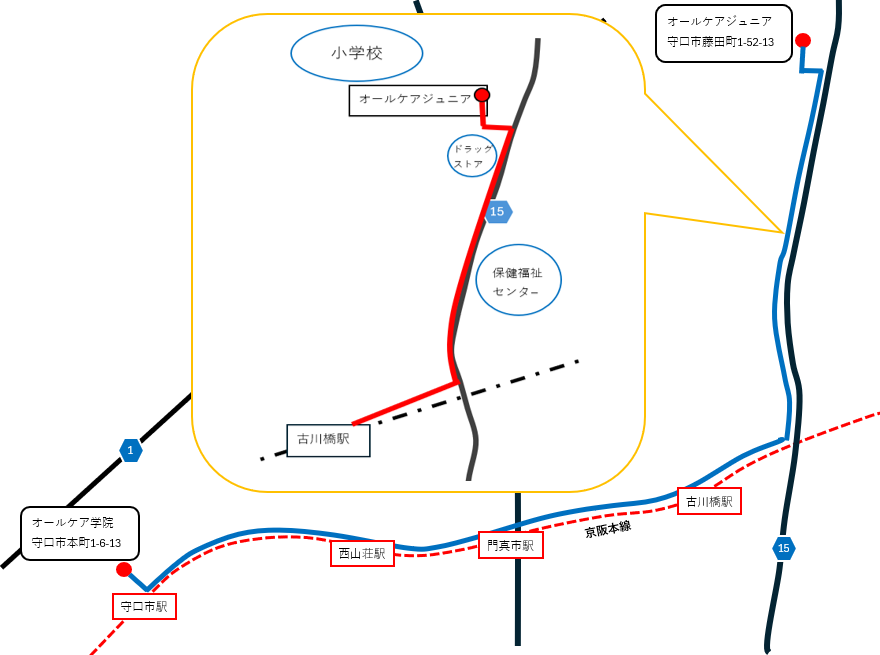 オールケアジュニア
守口市藤田町1-52-13
小学校
オールケアジュニア
ドラッグ
ストア
15
保健福祉
センター
古川橋駅
1
オールケア学院
守口市本町1-6-13
守口市駅
西山荘駅
門真市駅
京阪本線
古川橋駅
15